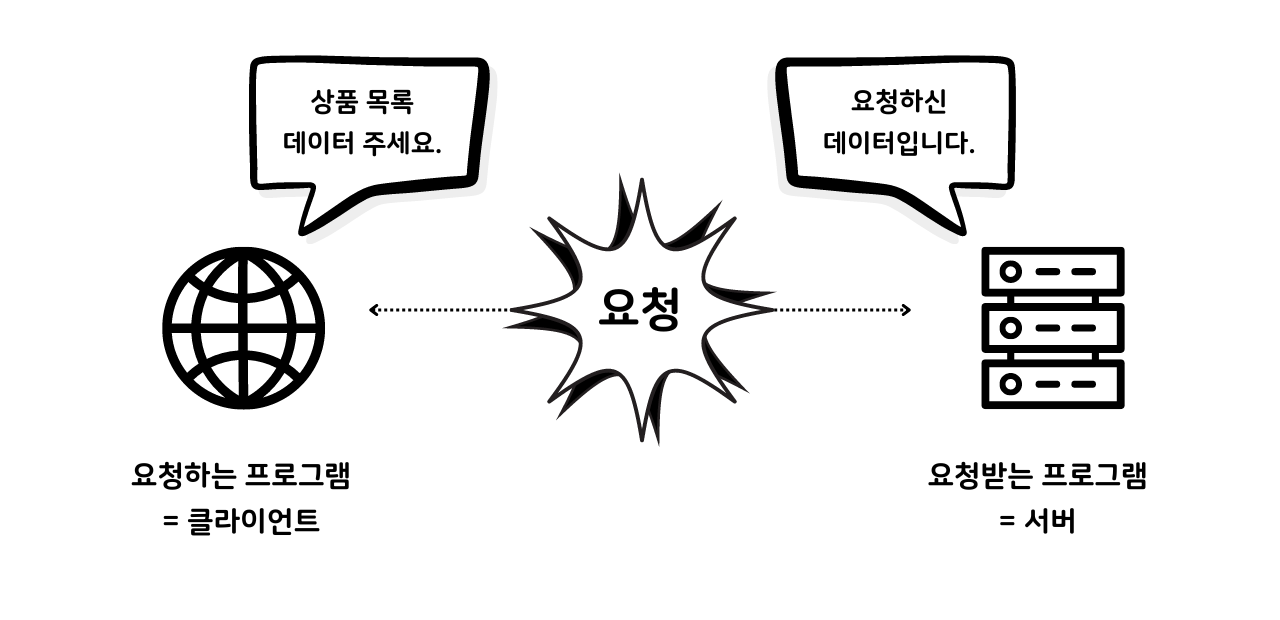 상품 목록
데이터 주세요.
요청하신
데이터입니다.
요청
요청하는 프로그램
= 클라이언트
요청받는 프로그램
= 서버